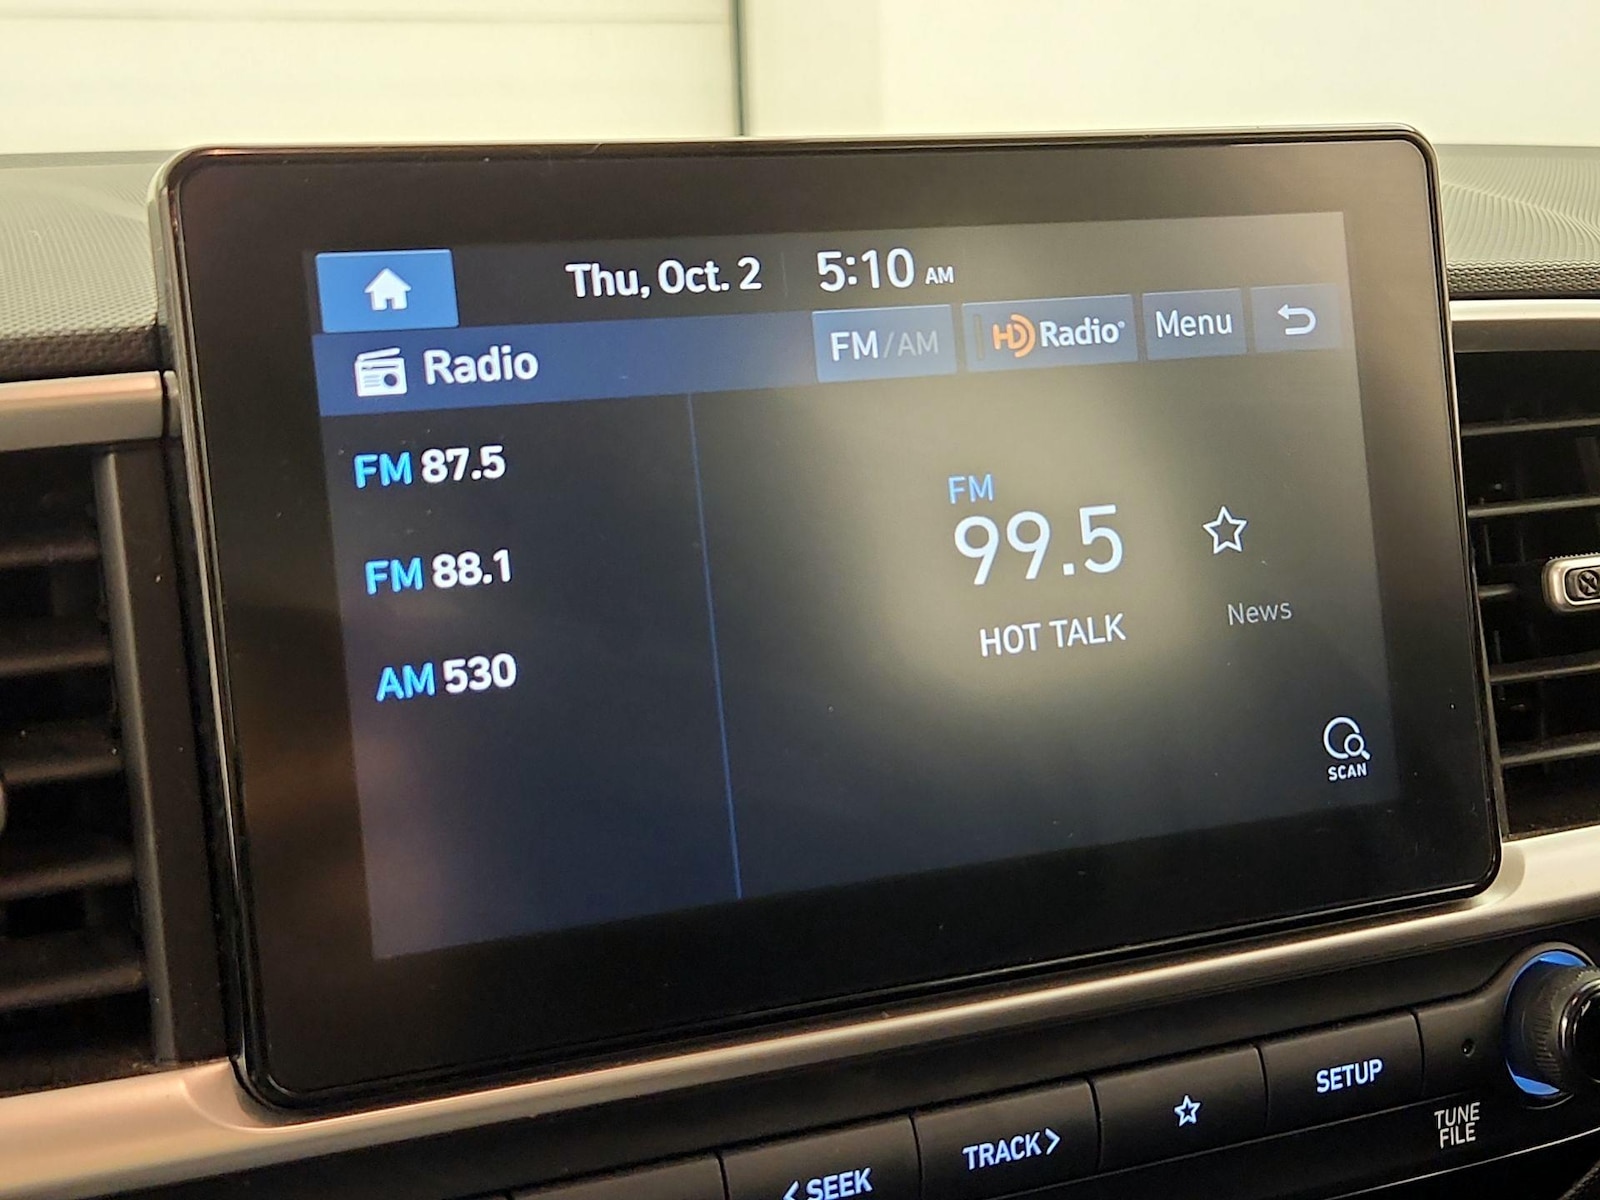 Thu, Oct. 2 5:10 AM
Radio FM/AM HD Radio® Menu
FM 87.5
FM 88.1
AM 530
FM
99.5
HOT TALK
News
SCAN
SETUP
TUNE
FILE
TRACK >
< SEEK